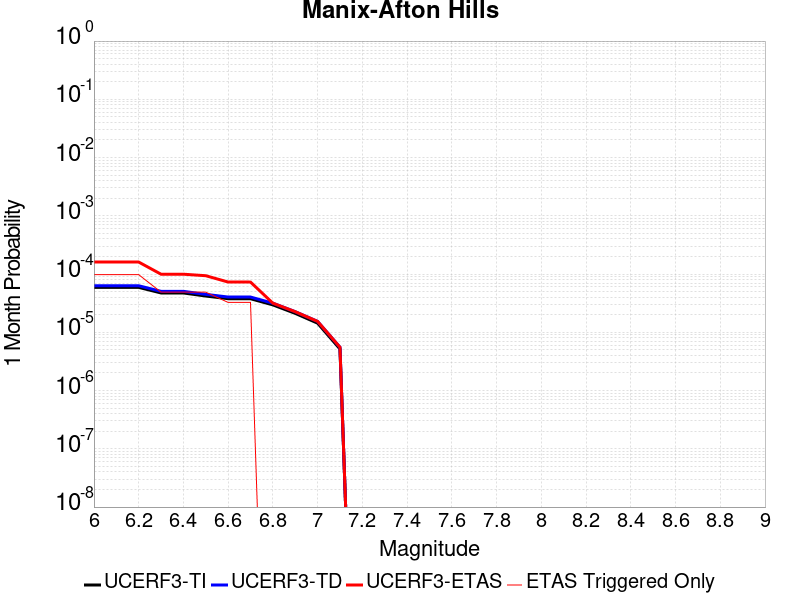 Manix-Afton Hills
1 Month Probability
10^0
10^-1
10^-2
10^-3
10^-4
10^-5
10^-6
10^-7
10^-8
6 6.2 6.4 6.6 6.8 7 7.2 7.4 7.6 7.8 8 8.2 8.4 8.6 8.8 9
Magnitude
UCERF3-TI UCERF3-TD UCERF3-ETAS ETAS Triggered Only